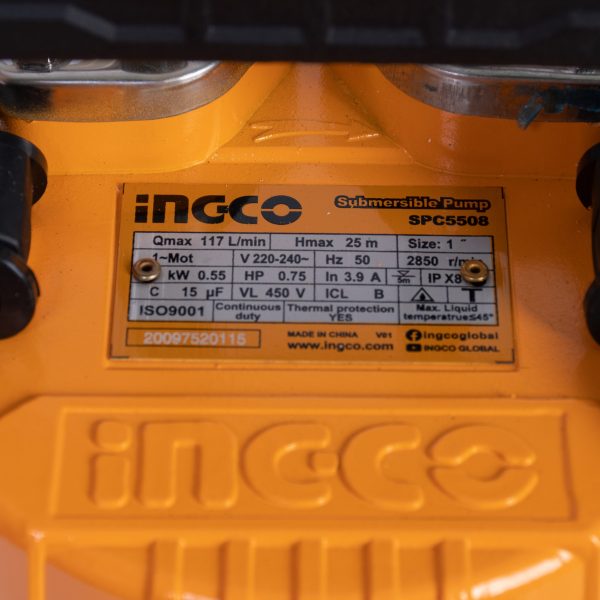 INGCO
Submersible Pump
SPC5508
Qmax 117 L/min Hmax 25 m Size: 1 ″
1~Mot V 220-240~ Hz 50 2850 r/min
kW 0.55 HP 0.75 In 3.9 A 5m IP X8
C 15 µF VL 450 V ICL B T
ISO9001 Continuous duty Thermal protection YES Max. Liquid temperatrue≤45°
20097520115 MADE IN CHINA V01 ingcoglobal
www.ingco.com INGCO GLOBAL
INGCO